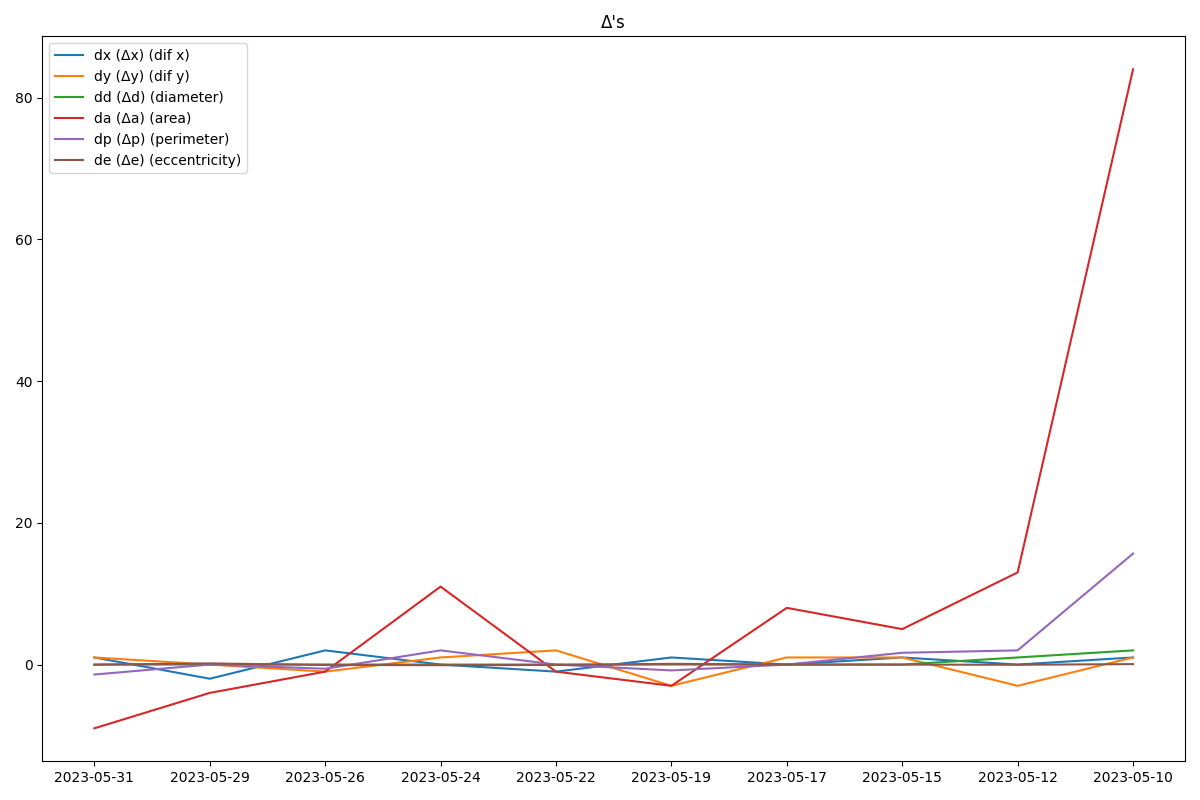 Δ's
dx (Δx) (dif x)
dy (Δy) (dif y)
dd (Δd) (diameter)
da (Δa) (area)
dp (Δp) (perimeter)
de (Δe) (eccentricity)
80
60
40
20
0
2023-05-31 2023-05-29 2023-05-26 2023-05-24 2023-05-22 2023-05-19 2023-05-17 2023-05-15 2023-05-12 2023-05-10